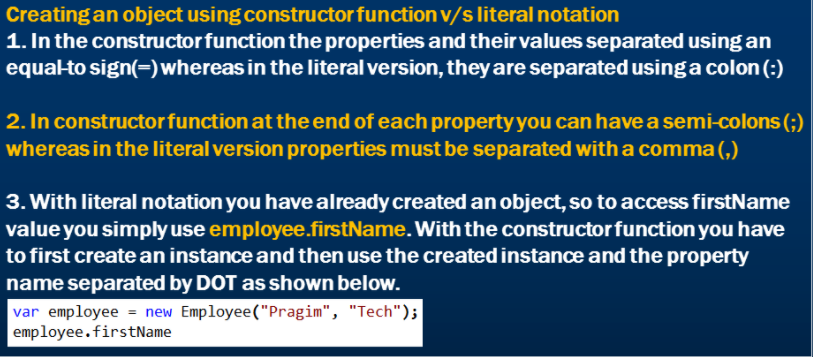 Creating an object using constructor function v/s literal notation
1. In the constructor function the properties and their values separated using an
equal-to sign(=) whereas in the literal version, they are separated using a colon (:)
2. In constructor function at the end of each property you can have a semi-colons (;)
whereas in the literal version properties must be separated with a comma (,)
3. With literal notation you have already created an object, so to access firstName
value you simply use employee.firstName. With the constructor function you have
to first create an instance and then use the created instance and the property
name separated by DOT as shown below.
var employee = new Employee("Pragim", "Tech");
employee.firstName